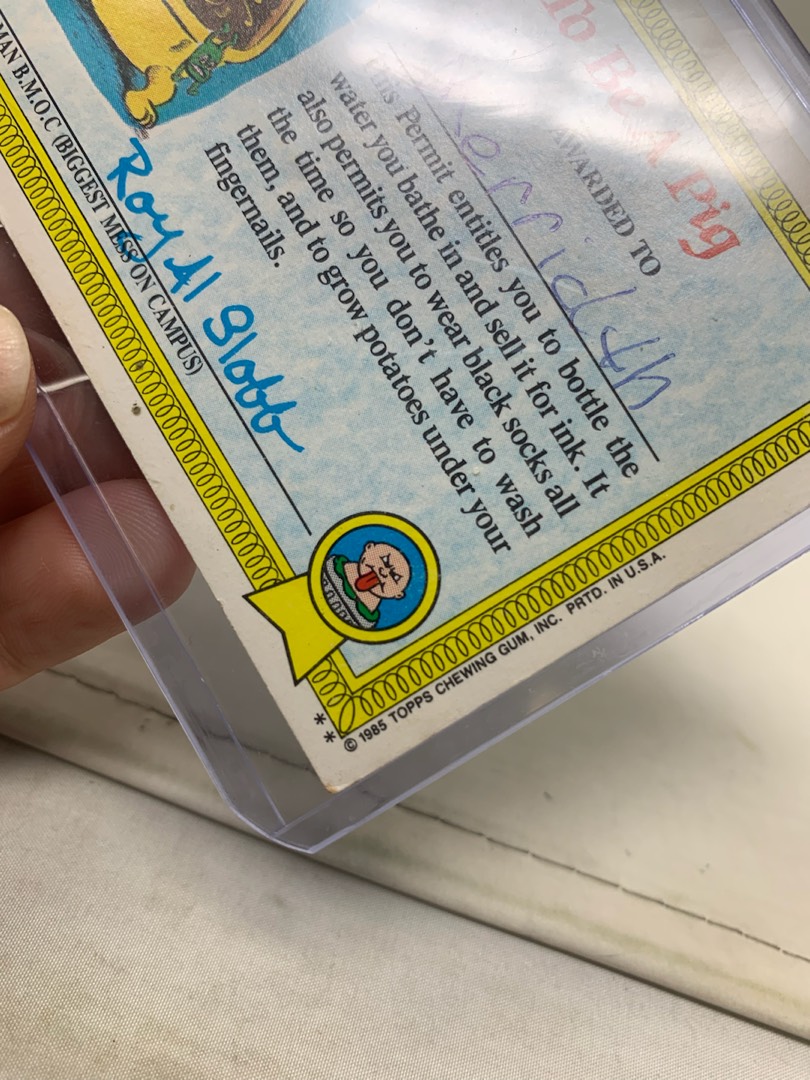 To Be A Pig
AWARDED TO
erridth
This Permit entitles you to bottle the
water you bathe in and sell it for ink. It
also permits you to wear black socks all
the time so you don't have to wash
them, and to grow potatoes under your
fingernails.
Royal Slobb
MAN B.M.O.C (BIGGEST MESS ON CAMPUS)
** © 1985 TOPPS CHEWING GUM, INC. PRTD. IN U.S.A.